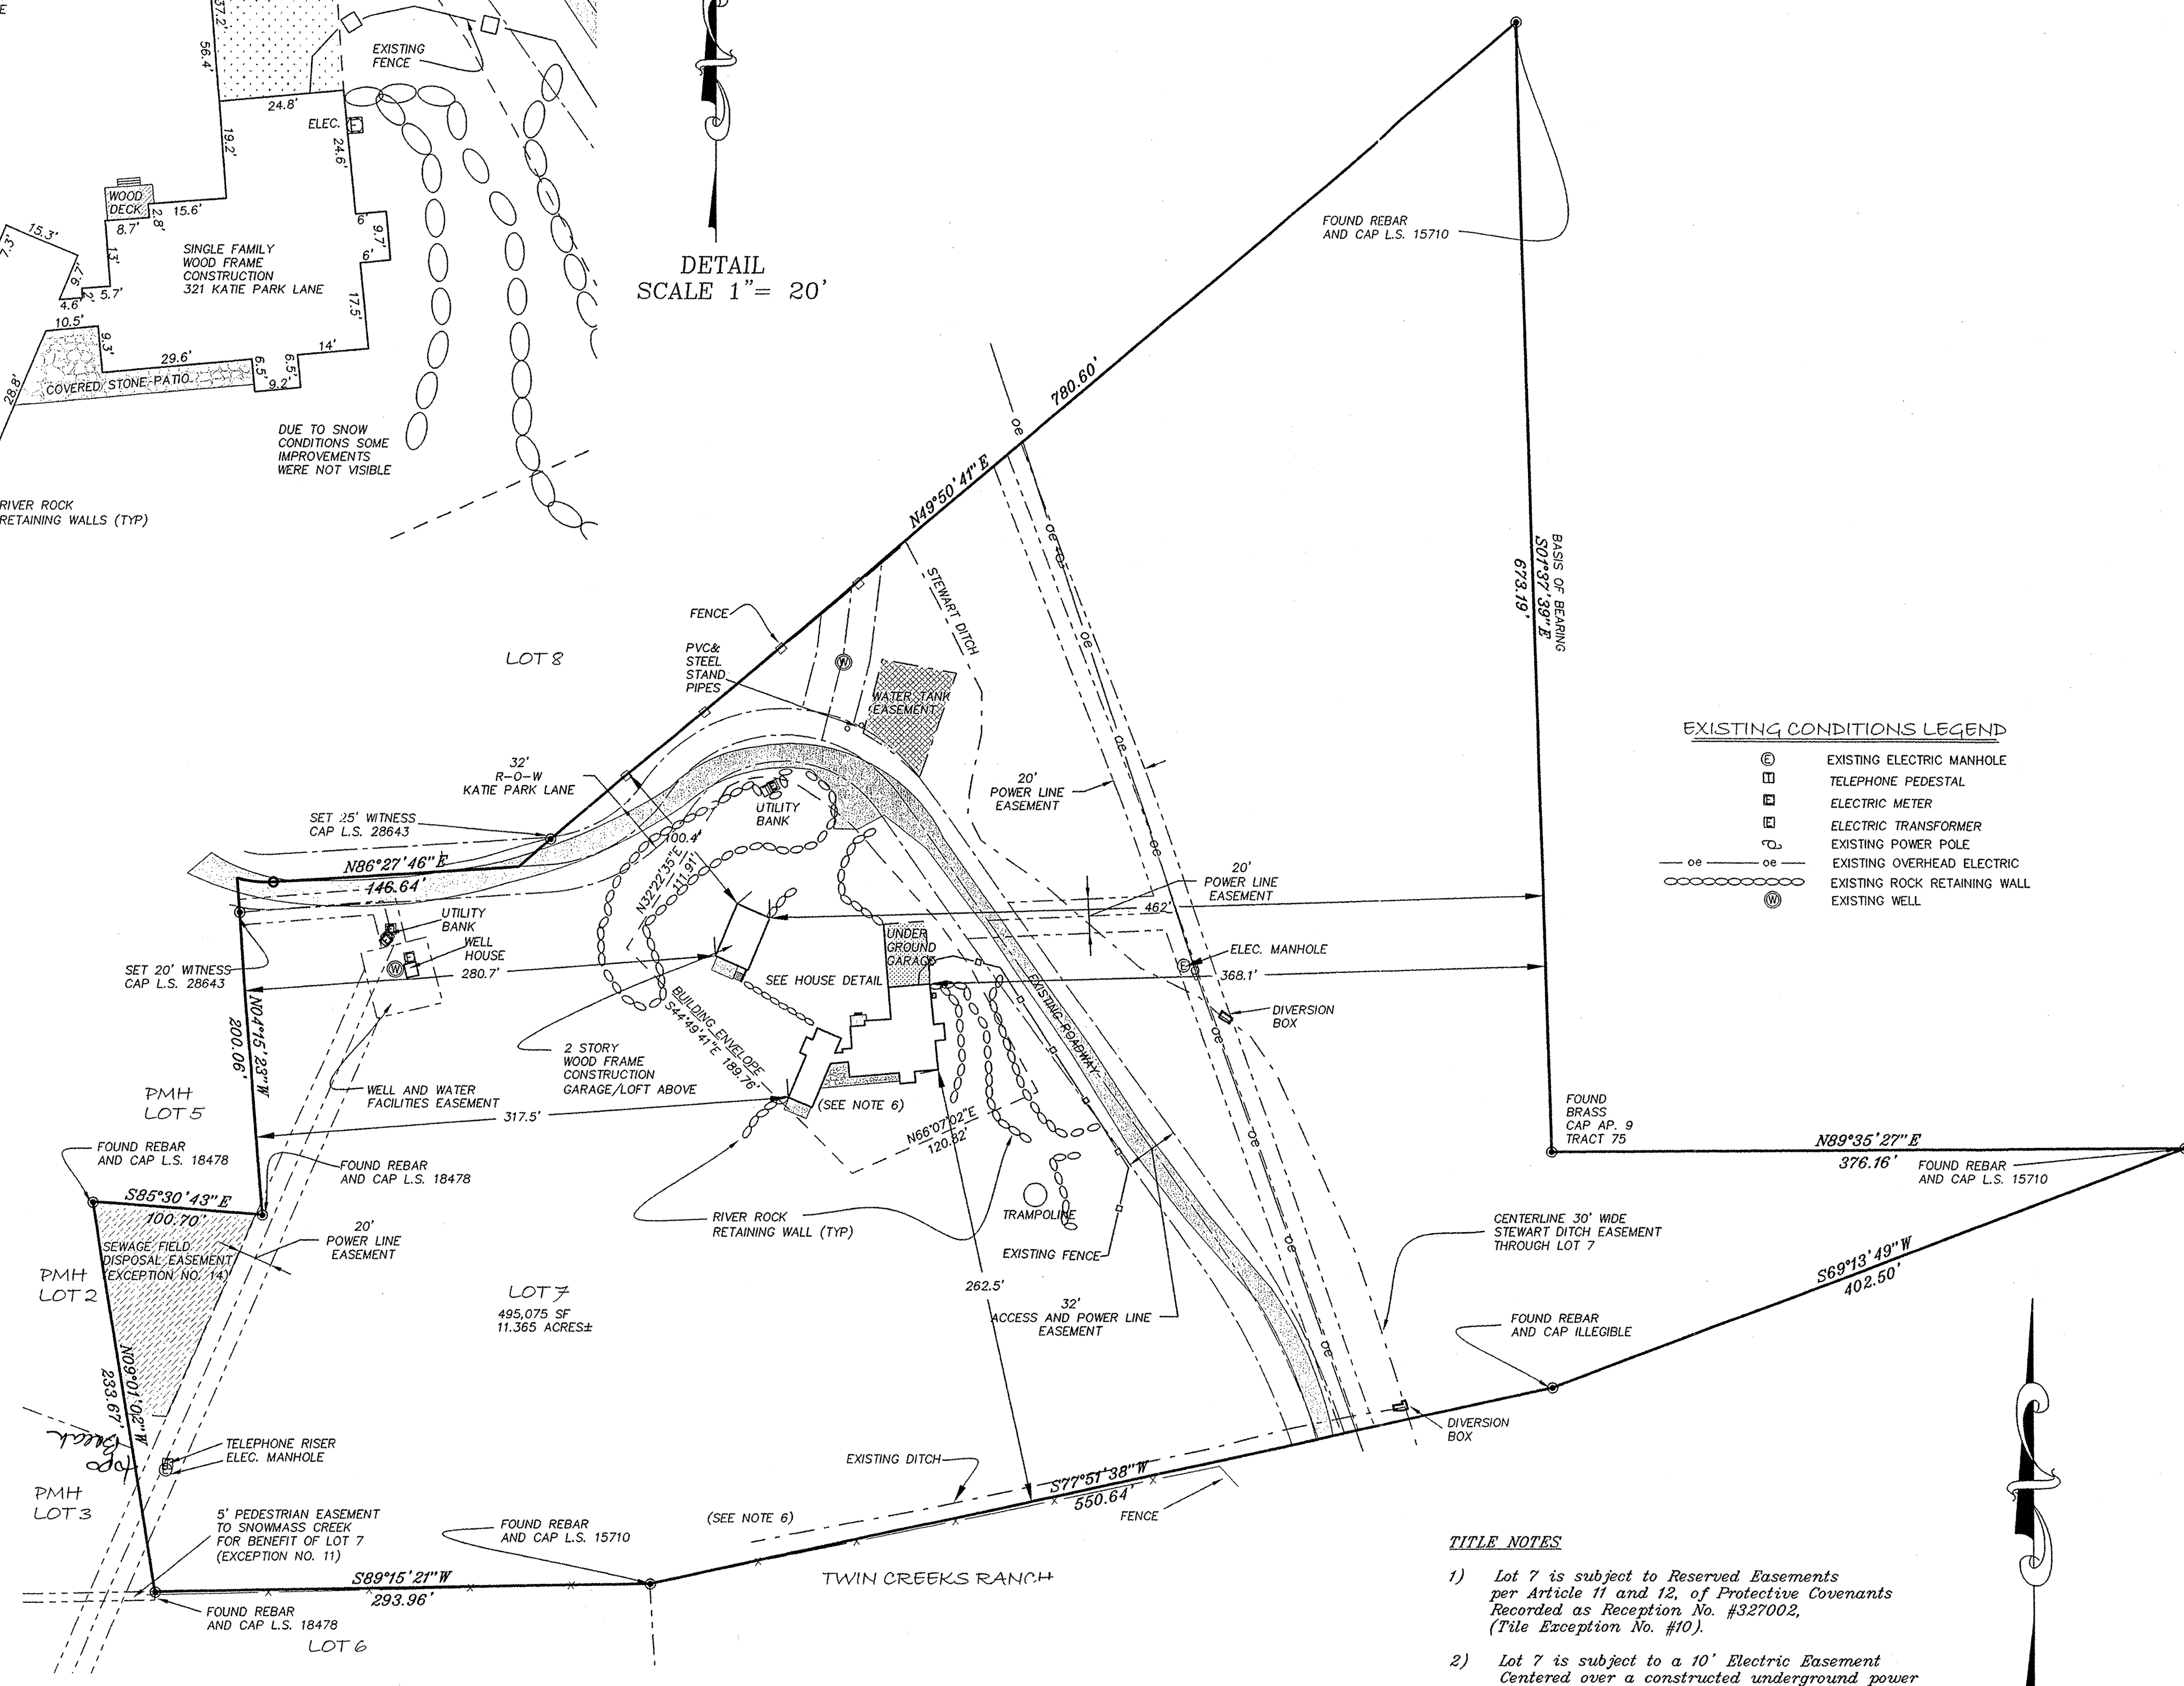 37.2'
56.4'
EXISTING
FENCE
24.8'
ELEC.
E
24.6'
19.2'
WOOD
DECK
15.6'
2.8'
8.7'
13'
6'
9.7'
6'
15.3'
7.3'
7.6'
SINGLE FAMILY
WOOD FRAME
CONSTRUCTION
321 KATIE PARK LANE
4.6'
2'
5.7'
17.5'
10.5'
9.3'
29.6'
14'
6.5'
6.5'
9.2'
COVERED STONE PATIO
28.8'
DUE TO SNOW
CONDITIONS SOME
IMPROVEMENTS
WERE NOT VISIBLE
RIVER ROCK
RETAINING WALLS (TYP)
DETAIL
SCALE 1"= 20'
FOUND REBAR
AND CAP L.S. 15710
780.60'
N49°50'41"E
oe
oe
oe
oe
oe
oe
oe
oe
oe
oe
BASIS OF BEARING
S01°37'39"E
673.19'
STEWART DITCH
FENCE
LOT 8
PVC&
STEEL
STAND
PIPES
W
WATER TANK
EASEMENT
32'
R-O-W
KATIE PARK LANE
20'
POWER LINE
EASEMENT
UTILITY
BANK
SET 25' WITNESS
CAP L.S. 28643
100.4'
N32°22'35"E
111.91'
N86°27'46"E
146.64'
20'
POWER LINE
EASEMENT
462'
UTILITY
BANK
WELL
HOUSE
W
280.7'
UNDER
GROUND
GARAGE
ELEC. MANHOLE
E
368.1'
SET 20' WITNESS
CAP L.S. 28643
SEE HOUSE DETAIL
EXISTING ROADWAY
BUILDING ENVELOPE
S44°49'41"E 189.76'
DIVERSION
BOX
N04°15'23"W
200.06'
2 STORY
WOOD FRAME
CONSTRUCTION
GARAGE/LOFT ABOVE
WELL AND WATER
FACILITIES EASEMENT
PMH
LOT 5
317.5'
(SEE NOTE 6)
N66°07'02"E
120.82'
FOUND REBAR
AND CAP L.S. 18478
FOUND REBAR
AND CAP L.S. 18478
S85°30'43"E
100.70'
20'
POWER LINE
EASEMENT
SEWAGE FIELD
DISPOSAL EASEMENT
(EXCEPTION NO. 14)
PMH
LOT 2
RIVER ROCK
RETAINING WALL (TYP)
TRAMPOLINE
EXISTING FENCE
262.5'
32'
ACCESS AND POWER LINE
EASEMENT
LOT 7
495,075 SF
11.365 ACRES±
FOUND
BRASS
CAP AP. 9
TRACT 75
N89°35'27"E
376.16'
FOUND REBAR
AND CAP L.S. 15710
CENTERLINE 30' WIDE
STEWART DITCH EASEMENT
THROUGH LOT 7
S69°13'49"W
402.50'
FOUND REBAR
AND CAP ILLEGIBLE
DIVERSION
BOX
N09°01'02"W
233.67'
TELEPHONE RISER
ELEC. MANHOLE
PMH
LOT 3
5' PEDESTRIAN EASEMENT
TO SNOWMASS CREEK
FOR BENEFIT OF LOT 7
(EXCEPTION NO. 11)
EXISTING DITCH
S77°51'38"W
550.64'
FENCE
(SEE NOTE 6)
FOUND REBAR
AND CAP L.S. 15710
S89°15'21"W
293.96'
FOUND REBAR
AND CAP L.S. 18478
LOT 6
TWIN CREEKS RANCH
EXISTING CONDITIONS LEGEND
E EXISTING ELECTRIC MANHOLE
T TELEPHONE PEDESTAL
E ELECTRIC METER
E ELECTRIC TRANSFORMER
EXISTING POWER POLE
oe oe EXISTING OVERHEAD ELECTRIC
EXISTING ROCK RETAINING WALL
W EXISTING WELL
TITLE NOTES
1) Lot 7 is subject to Reserved Easements
per Article 11 and 12, of Protective Covenants
Recorded as Reception No. #327002,
(Tile Exception No. #10).
2) Lot 7 is subject to a 10' Electric Easement
Centered over a constructed underground power